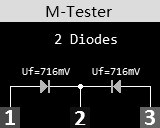 M-Tester
2 Diodes
Uf=716mV Uf=716mV
1 2 3